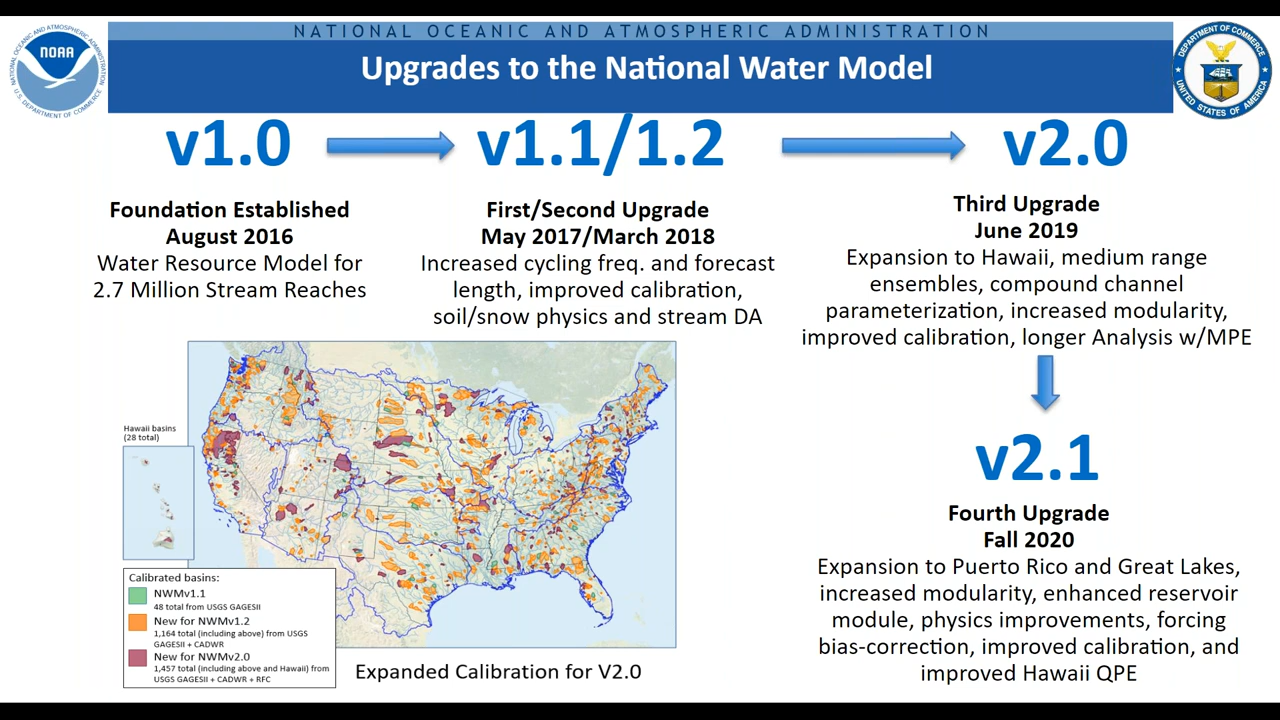 NATIONAL OCEANIC AND ATMOSPHERIC ADMINISTRATION
Upgrades to the National Water Model
NATIONAL OCEANIC AND ATMOSPHERIC ADMINISTRATION
NOAA
U.S. DEPARTMENT OF COMMERCE
DEPARTMENT OF COMMERCE
UNITED STATES OF AMERICA
v1.0
v1.1/1.2
v2.0
Foundation Established
August 2016
Water Resource Model for
2.7 Million Stream Reaches
First/Second Upgrade
May 2017/March 2018
Increased cycling freq. and forecast
length, improved calibration,
soil/snow physics and stream DA
Third Upgrade
June 2019
Expansion to Hawaii, medium range
ensembles, compound channel
parameterization, increased modularity,
improved calibration, longer Analysis w/MPE
Hawaii basins
(28 total)
Calibrated basins:
NWMv1.1
48 total from USGS GAGESII
New for NWMv1.2
1,164 total (including above) from USGS
GAGESII + CADWR
New for NWMv2.0
1,457 total (including above and Hawaii) from
USGS GAGESII + CADWR + RFC
Expanded Calibration for V2.0
v2.1
Fourth Upgrade
Fall 2020
Expansion to Puerto Rico and Great Lakes,
increased modularity, enhanced reservoir
module, physics improvements, forcing
bias-correction, improved calibration, and
improved Hawaii QPE